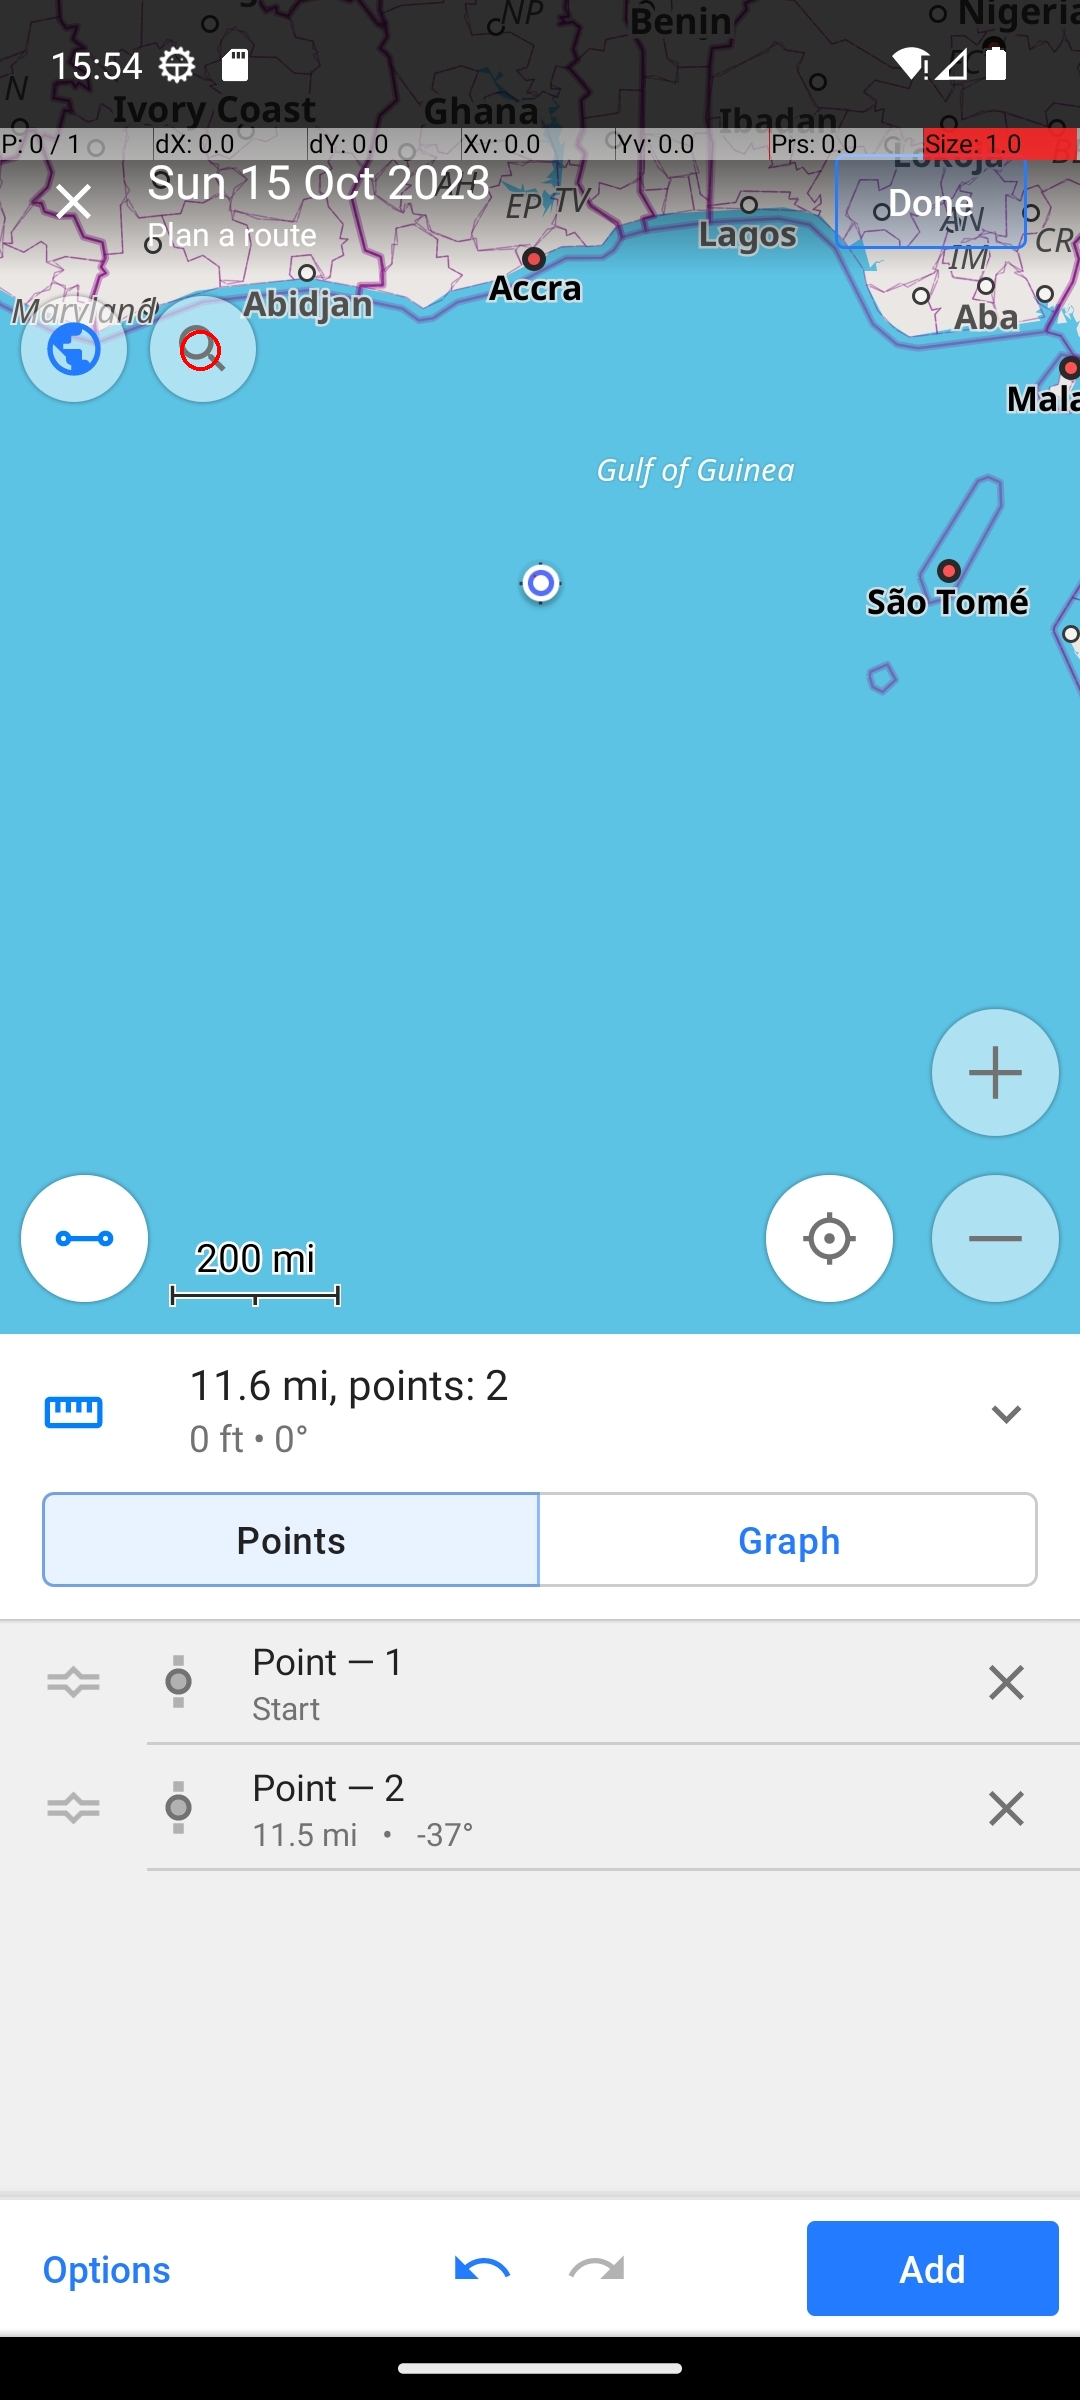 NP
Benin
Nigeria
15:54
N
Ivory Coast
Ghana
Ibadan
P: 0 / 1
dX: 0.0
dY: 0.0
Xv: 0.0
Yv: 0.0
Prs: 0.0
Size: 1.0
Lokoja
Sun 15 Oct 2023
AH
EP
TV
Done
AN
Plan a route
Lagos
IM
CR
Maryland
Abidjan
Accra
Aba
Mala
Gulf of Guinea
São Tomé
200 mi
11.6 mi, points: 2
0 ft • 0°
Points
Graph
Point — 1
Start
Point — 2
11.5 mi • -37°
Options
Add